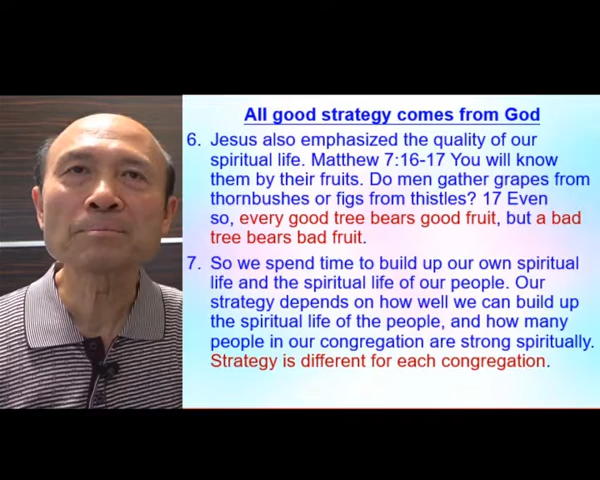 All good strategy comes from God
6. Jesus also emphasized the quality of our
spiritual life. Matthew 7:16-17 You will know
them by their fruits. Do men gather grapes from
thornbushes or figs from thistles? 17 Even
so, every good tree bears good fruit, but a bad
tree bears bad fruit.
7. So we spend time to build up our own spiritual
life and the spiritual life of our people. Our
strategy depends on how well we can build up
the spiritual life of the people, and how many
people in our congregation are strong spiritually.
Strategy is different for each congregation.